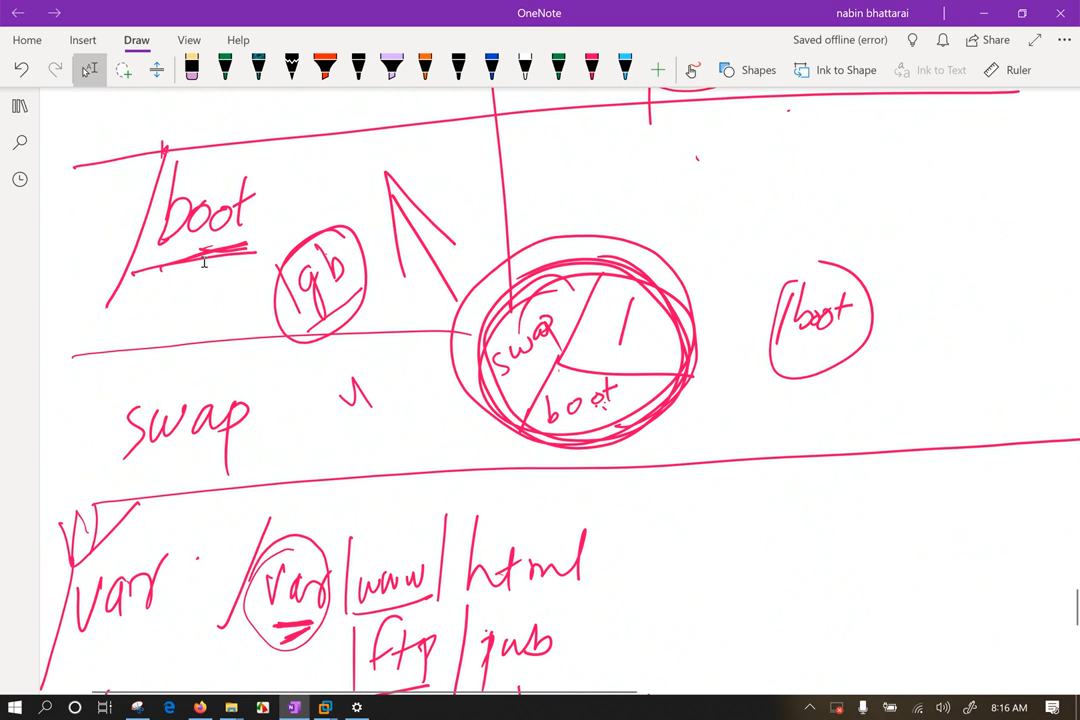 OneNote
nabin bhattarai
Home Insert Draw View Help
Saved offline (error)
Share
Shapes
Ink to Shape
Ink to Text
Ruler
/boot
1gb
swap
/
boot
/boot
swap
/var
/var/www/html
/ftp/pub
8:16 AM